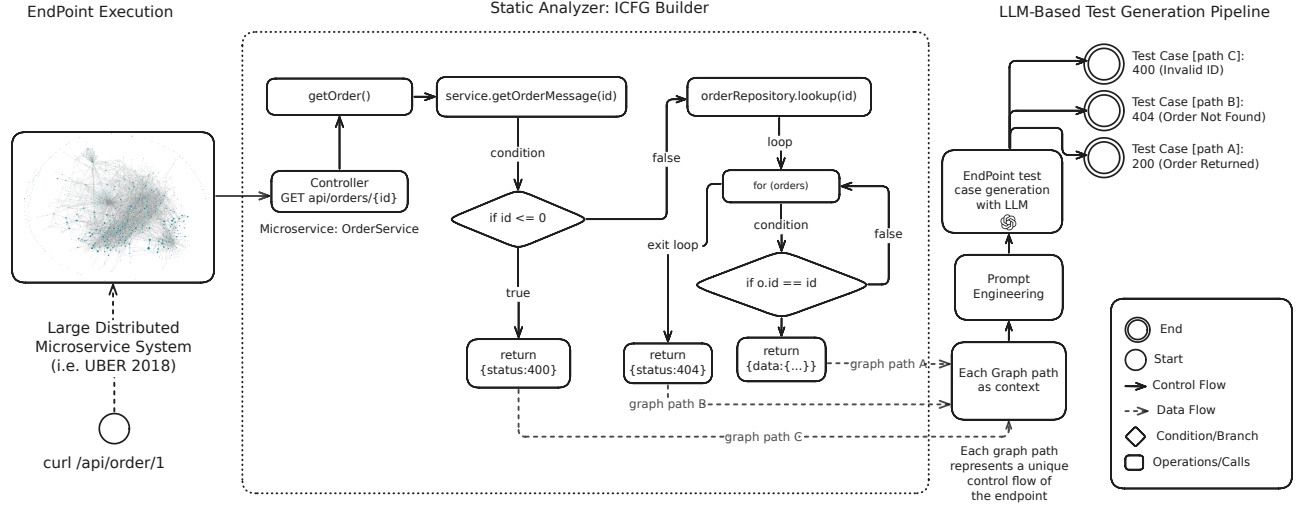 EndPoint Execution
Static Analyzer: ICFG Builder
LLM-Based Test Generation Pipeline
Large Distributed
Microservice System
(i.e. UBER 2018)
curl /api/order/1
getOrder()
service.getOrderMessage(id)
orderRepository.lookup(id)
Controller
GET api/orders/{id}
Microservice: OrderService
condition
if id <= 0
false
true
return
{status:400}
loop
for (orders)
condition
exit loop
false
if o.id == id
return
{status:404}
return
{data:{...}}
graph path A
graph path B
graph path C
Test Case [path C]:
400 (Invalid ID)
Test Case [path B]:
404 (Order Not Found)
Test Case [path A]:
200 (Order Returned)
EndPoint test
case generation
with LLM
Prompt
Engineering
Each Graph path
as context
Each graph path
represents a unique
control flow of
the endpoint
End
Start
Control Flow
Data Flow
Condition/Branch
Operations/Calls